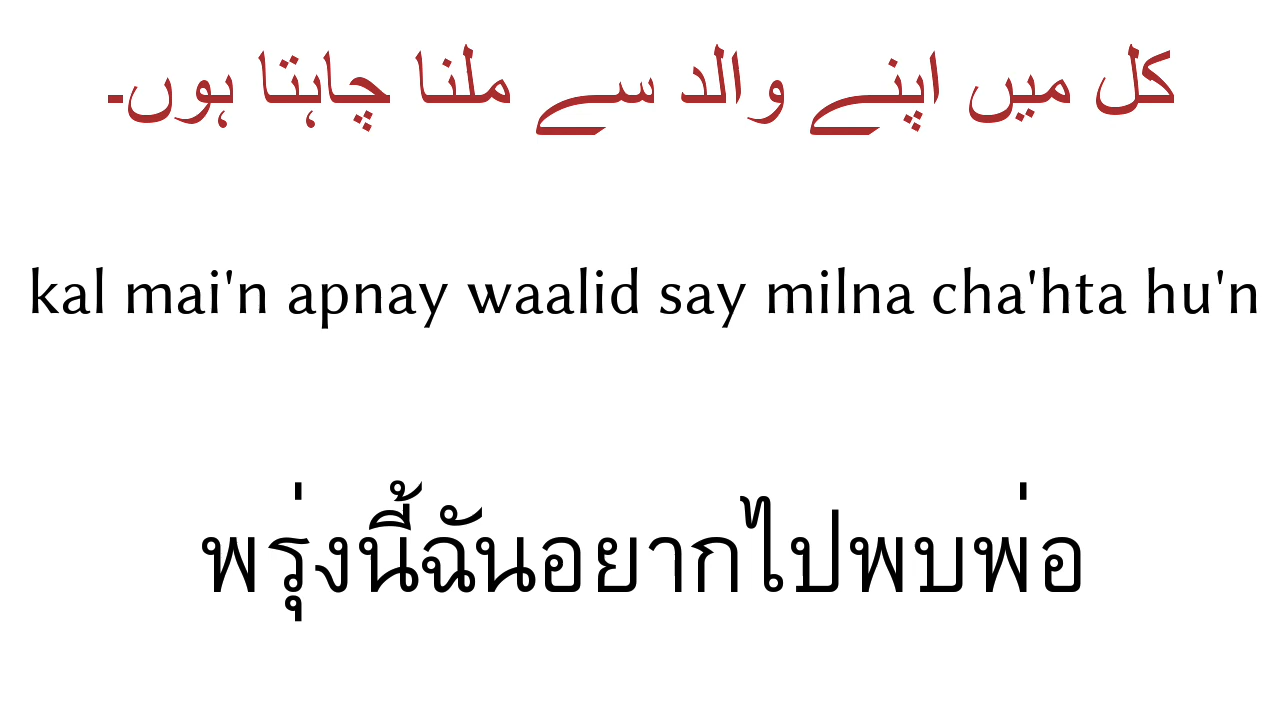 کل میں اپنے والد سے ملنا چاہتا ہوں۔
kal mai'n apnay waalid say milna cha'hta hu'n
พรุ่งนี้ฉันอยากไปพบพ่อ